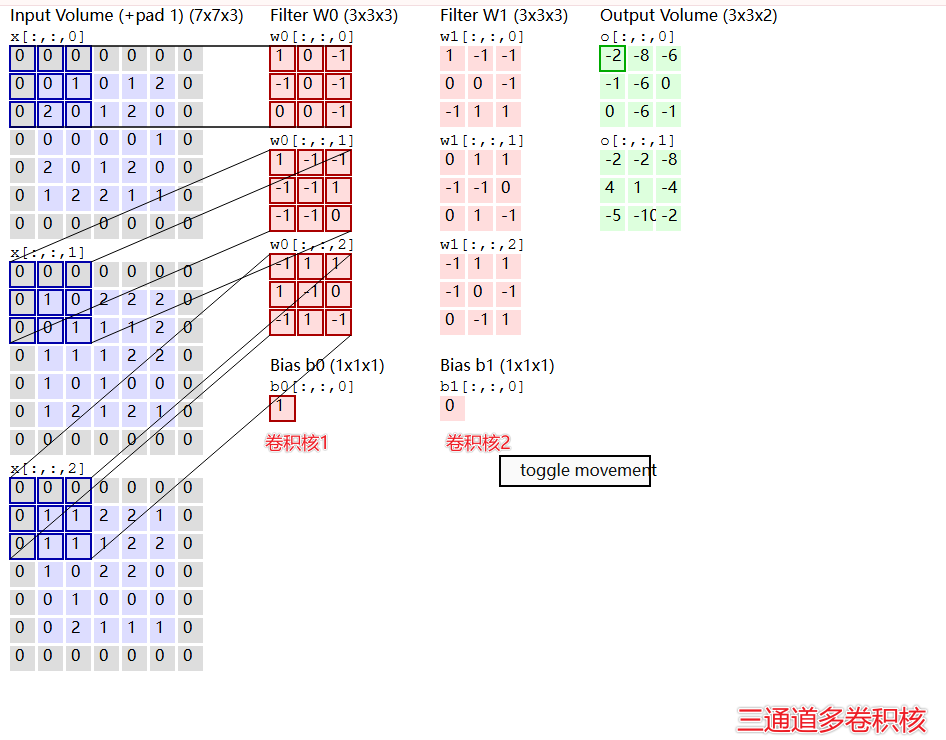 Input Volume (+pad 1) (7x7x3)
x[:,:,0]
0 0 0 0 0 0 0
0 0 1 0 1 2 0
0 2 0 1 2 0 0
0 0 0 0 0 1 0
0 2 0 1 2 0 0
0 1 2 2 1 1 0
0 0 0 0 0 0 0
x[:,:,1]
0 0 0 0 0 0 0
0 1 0 2 2 2 0
0 0 1 1 1 2 0
0 1 1 1 2 2 0
0 1 0 1 0 0 0
0 1 2 1 2 1 0
0 0 0 0 0 0 0
x[:,:,2]
0 0 0 0 0 0 0
0 1 1 2 2 1 0
0 1 1 1 2 2 0
0 1 0 2 2 0 0
0 0 1 0 0 0 0
0 0 2 1 1 1 0
0 0 0 0 0 0 0
Filter W0 (3x3x3)
w0[:,:,0]
1 0 -1
-1 0 -1
0 0 -1
w0[:,:,1]
1 -1 -1
-1 -1 1
-1 -1 0
w0[:,:,2]
-1 1 1
1 -1 0
-1 1 -1
Bias b0 (1x1x1)
b0[:,:,0]
1
卷积核1
Filter W1 (3x3x3)
w1[:,:,0]
1 -1 -1
0 0 -1
-1 1 1
w1[:,:,1]
0 1 1
-1 -1 0
0 1 -1
w1[:,:,2]
-1 1 1
-1 0 -1
0 -1 1
Bias b1 (1x1x1)
b1[:,:,0]
0
卷积核2
Output Volume (3x3x2)
o[:,:,0]
-2 -8 -6
-1 -6 0
0 -6 -1
o[:,:,1]
-2 -2 -8
4 1 -4
-5 -10 -2
toggle movement
三通道多卷积核